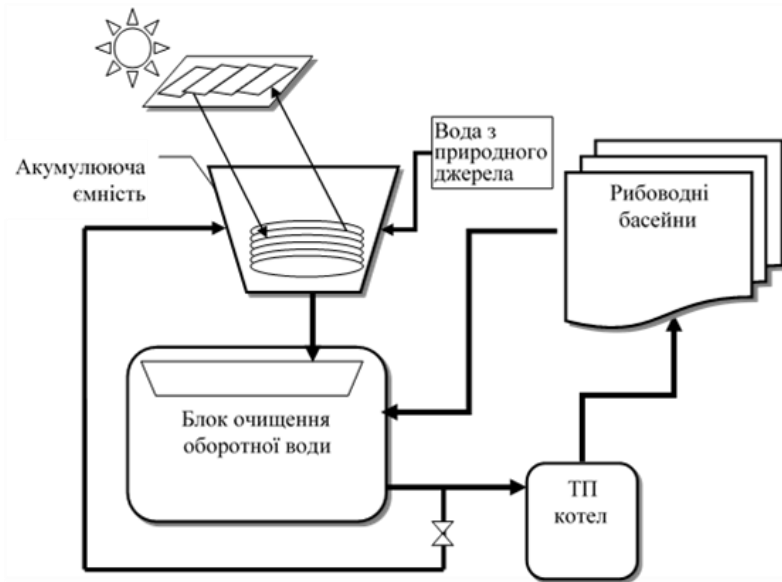 Вода з
природного
джерела
Акумулююча
ємність
Рибоводні
басейни
Блок очищення
оборотної води
ТП
котел